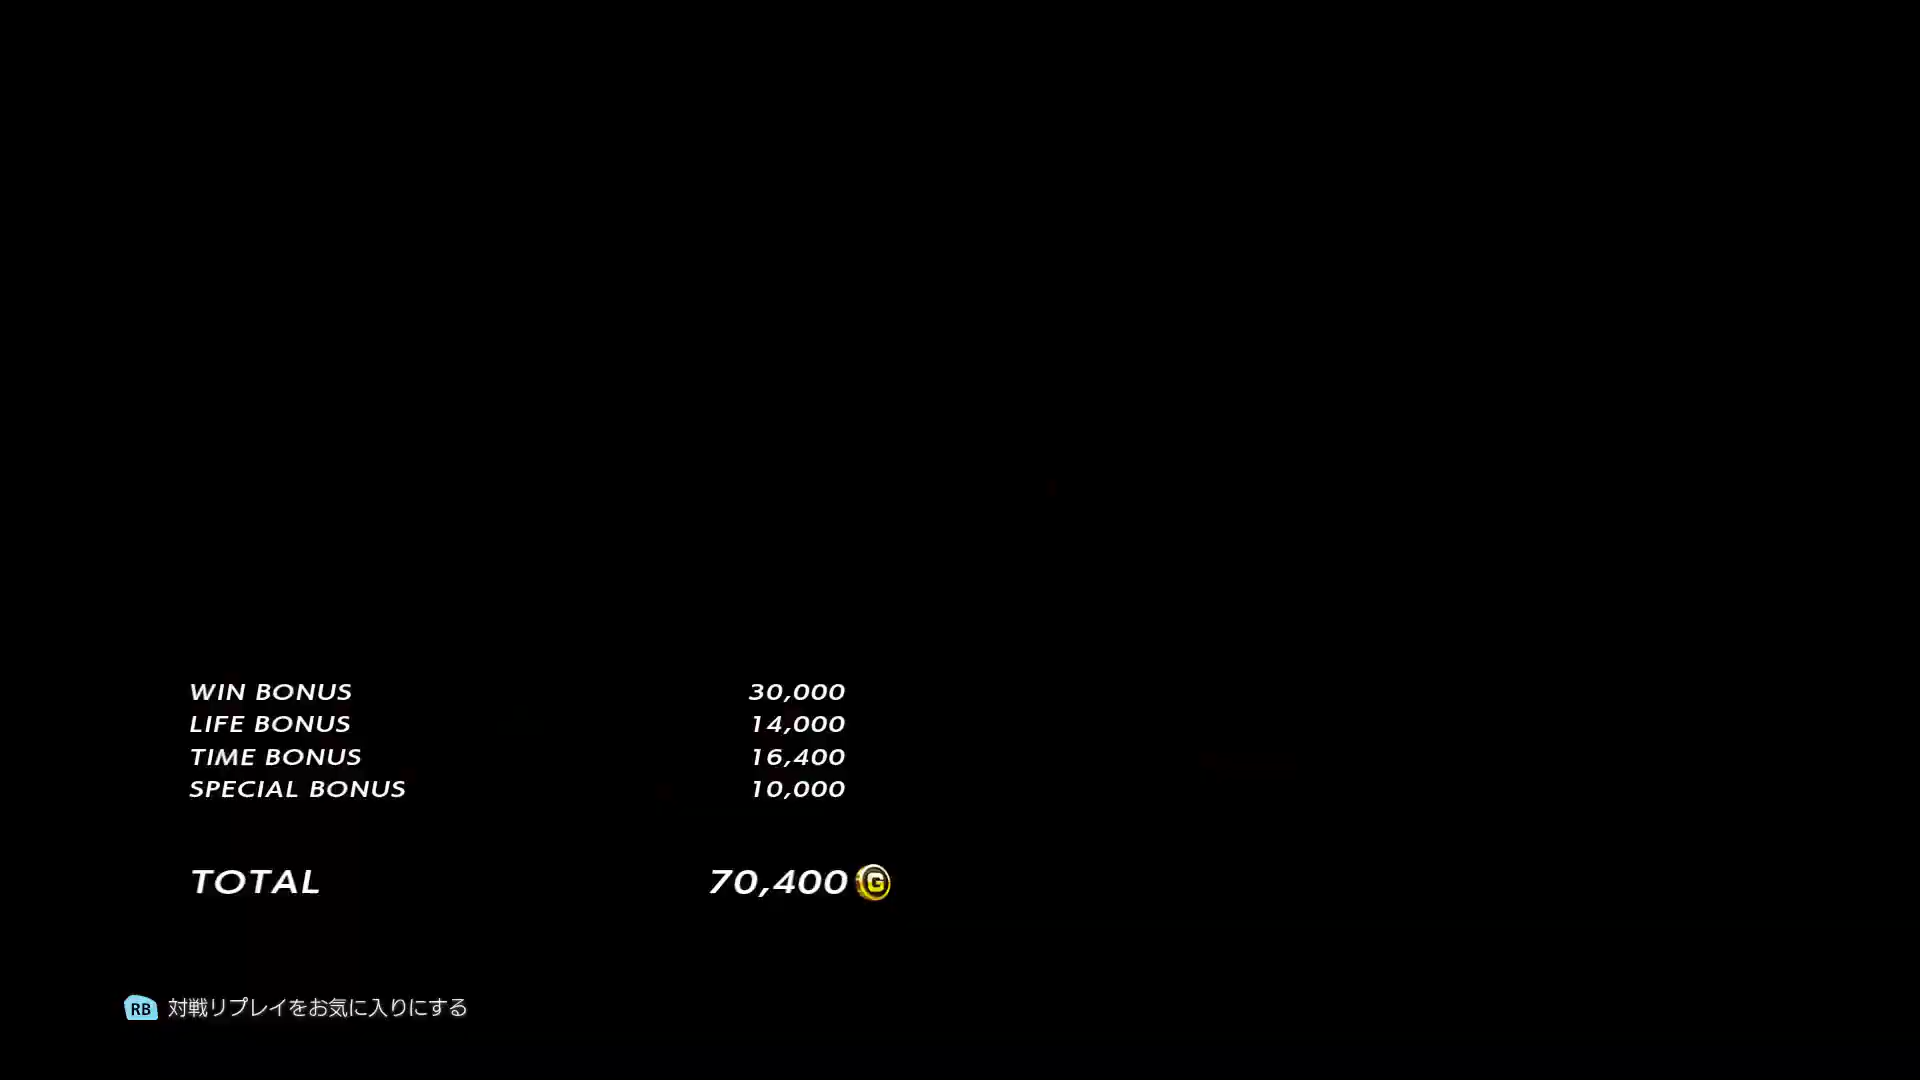 WIN BONUS 30,000
LIFE BONUS 14,000
TIME BONUS 16,400
SPECIAL BONUS 10,000
TOTAL 70,400 G
RB 対戦リプレイをお気に入りにする